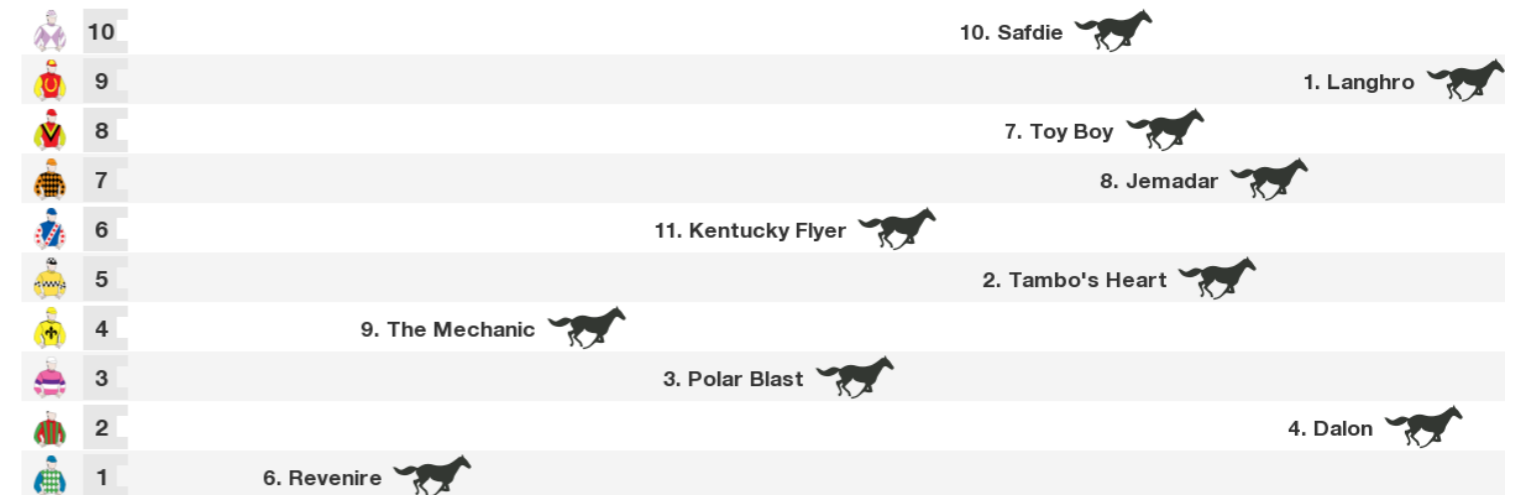 10 10. Safdie
9 1. Langhro
8 7. Toy Boy
7 8. Jemadar
6 11. Kentucky Flyer
5 2. Tambo's Heart
4 9. The Mechanic
3 3. Polar Blast
2 4. Dalon
1 6. Revenire